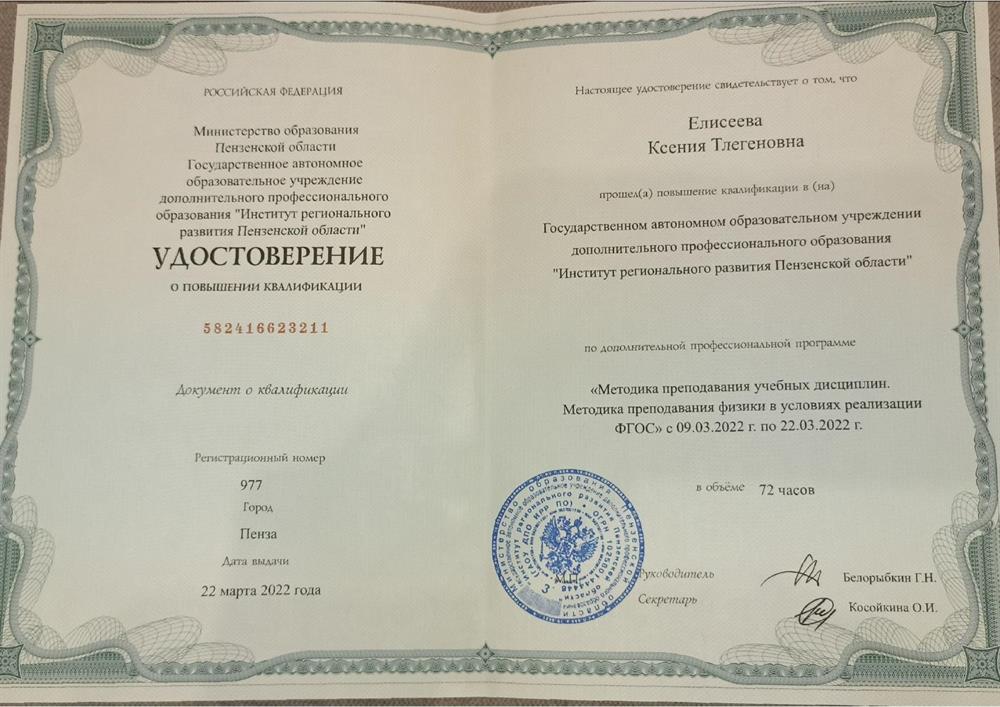 РОССИЙСКАЯ ФЕДЕРАЦИЯ
Министерство образования
Пензенской области
Государственное автономное
образовательное учреждение
дополнительного профессионального
образования "Институт регионального
развития Пензенской области"
УДОСТОВЕРЕНИЕ
О ПОВЫШЕНИИ КВАЛИФИКАЦИИ
582416623211
Документ о квалификации
Регистрационный номер
977
Город
Пенза
Дата выдачи
22 марта 2022 года
Настоящее удостоверение свидетельствует о том, что
Елисеева
Ксения Тлегеновна
прошел(а) повышение квалификации в (на)
Государственном автономном образовательном учреждении
дополнительного профессионального образования
"Институт регионального развития Пензенской области"
по дополнительной профессиональной программе
«Методика преподавания учебных дисциплин.
Методика преподавания физики в условиях реализации
ФГОС» с 09.03.2022 г. по 22.03.2022 г.
в объёме 72 часов
М.П.
Руководитель Белорыбкин Г.Н.
Секретарь Косойкина О.И.